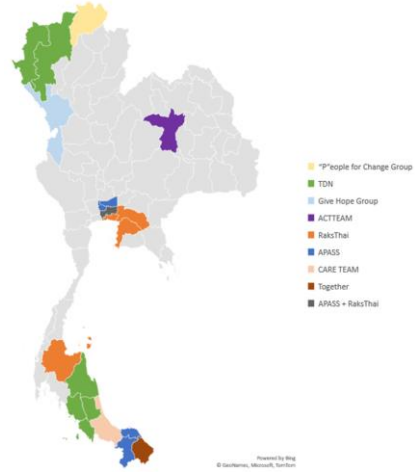 "P"eople for Change Group
TDN
Give Hope Group
ACTTEAM
RaksThai
APASS
CARE TEAM
Together
APASS + RaksThai
Powered by Bing
© GeoNames, Microsoft, TomTom